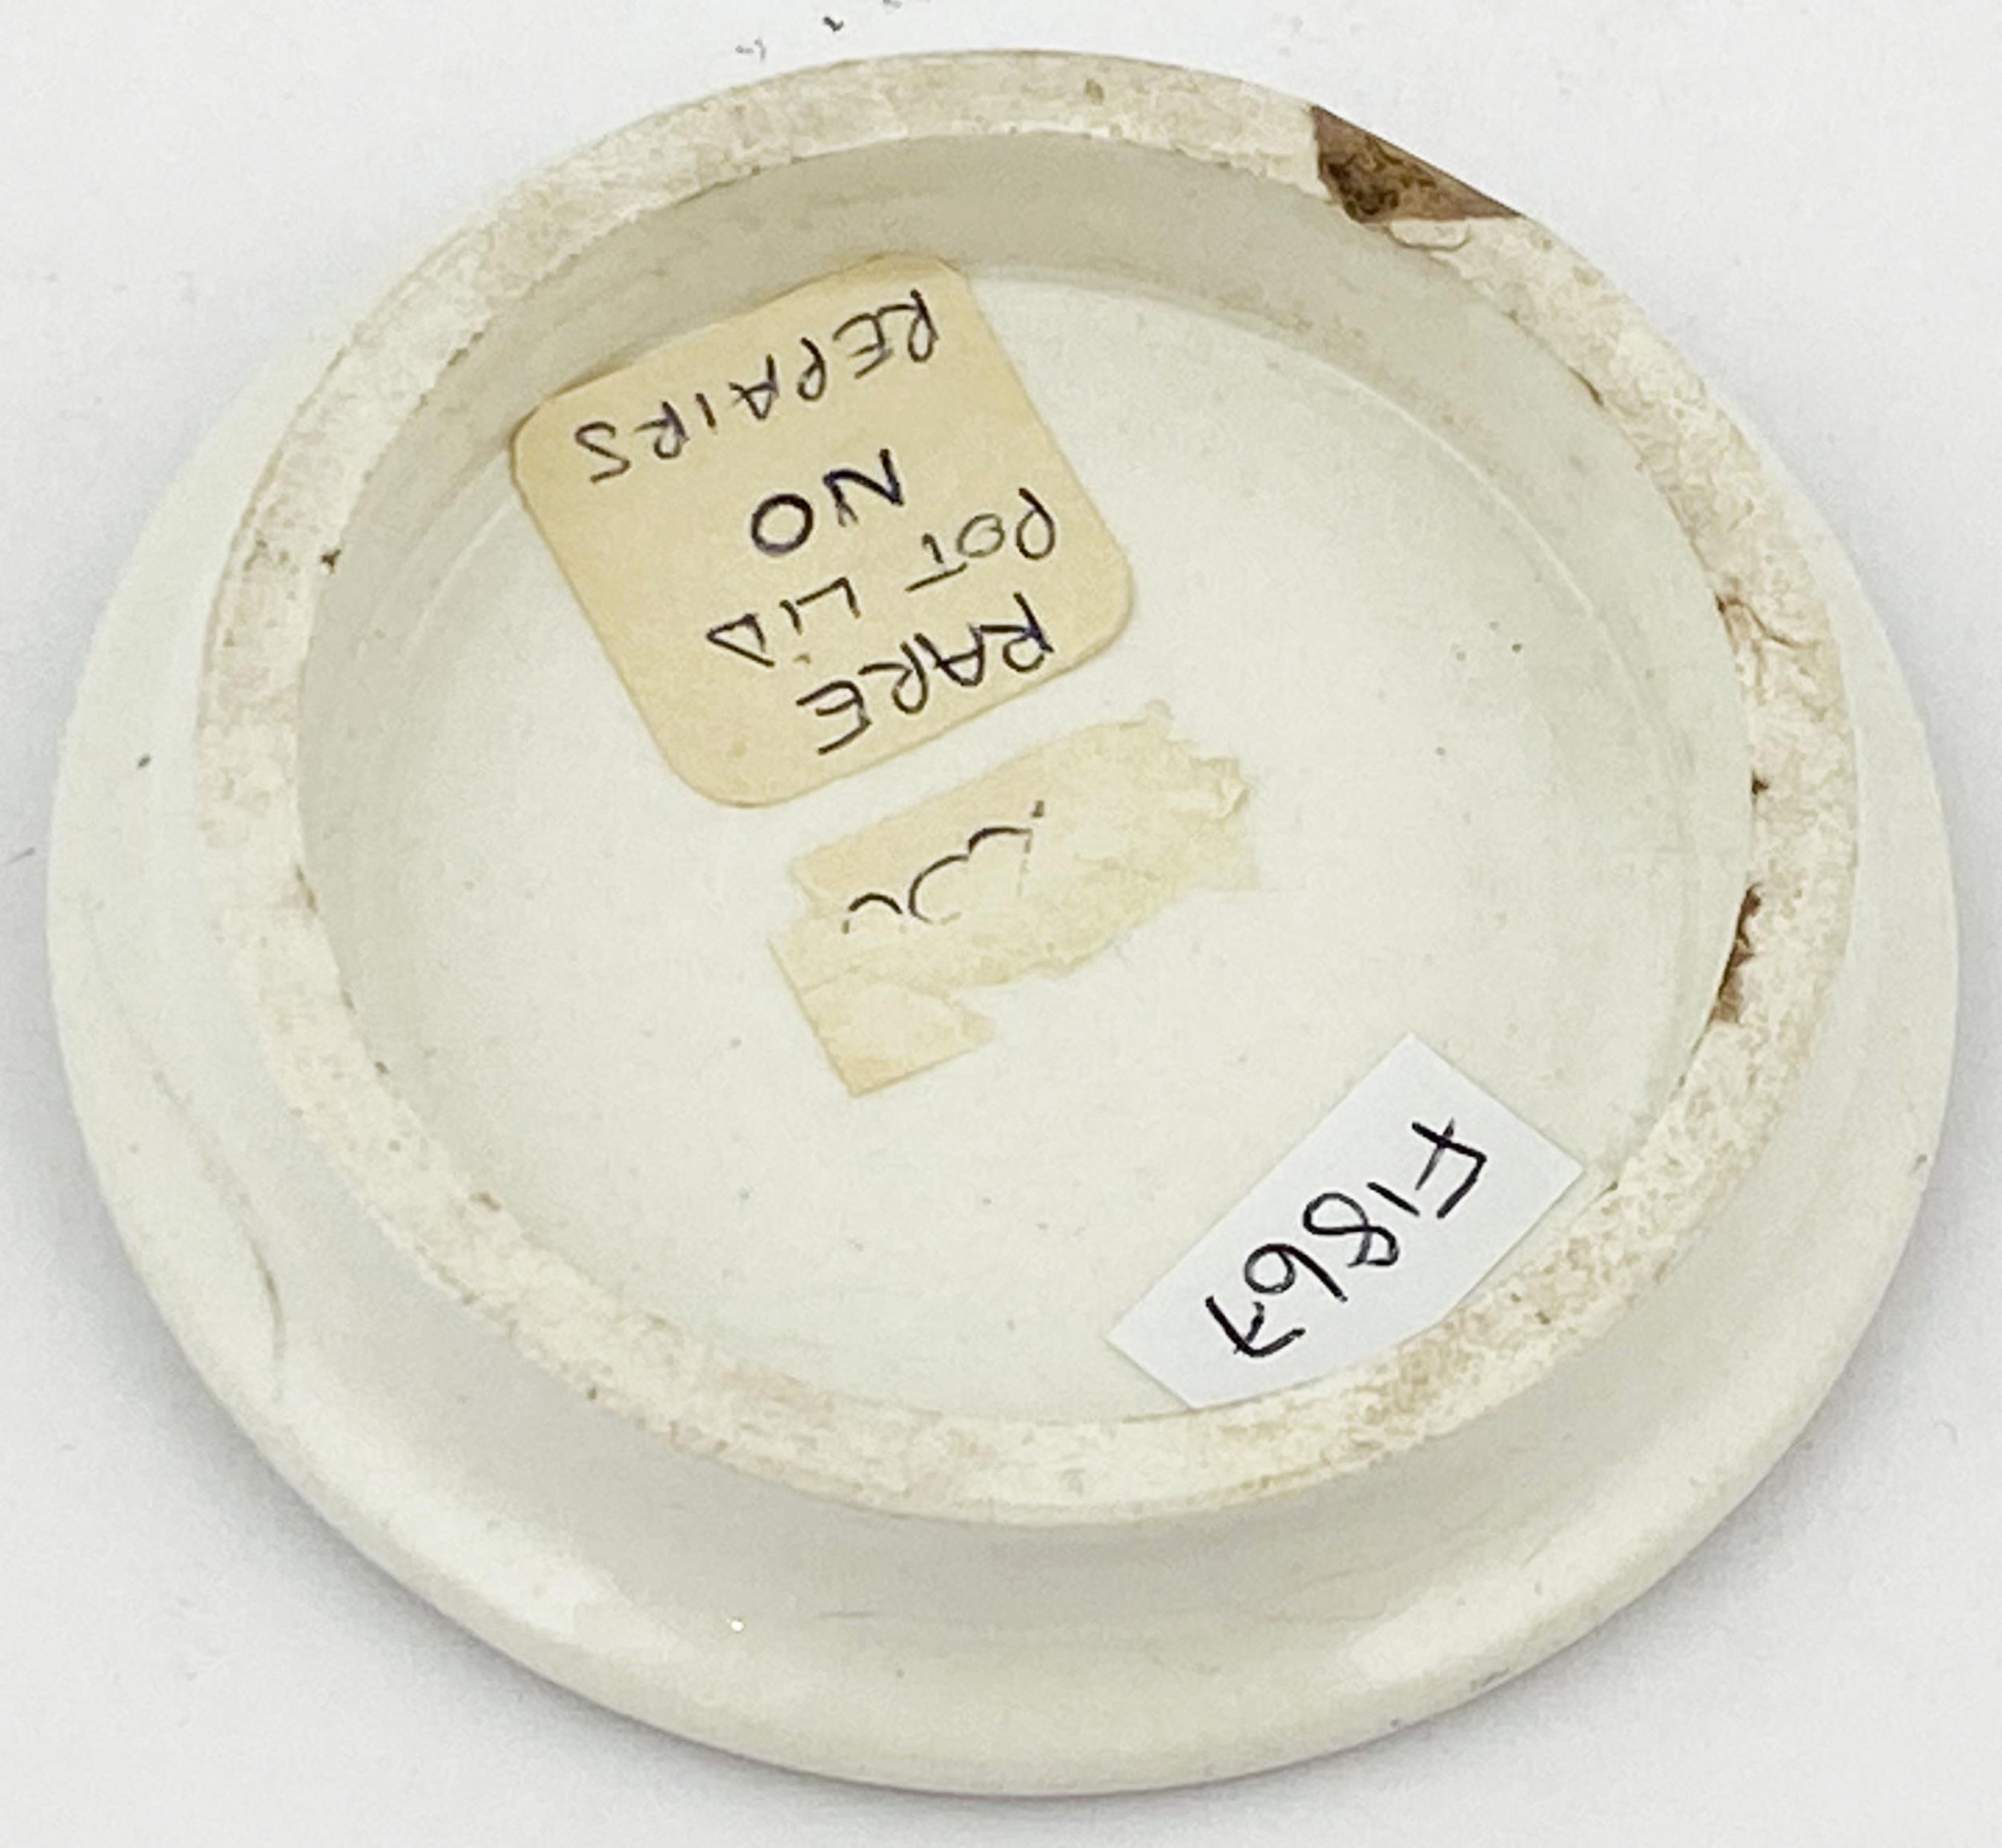 RARE
POT LID
NO
REPAIRS
F1867